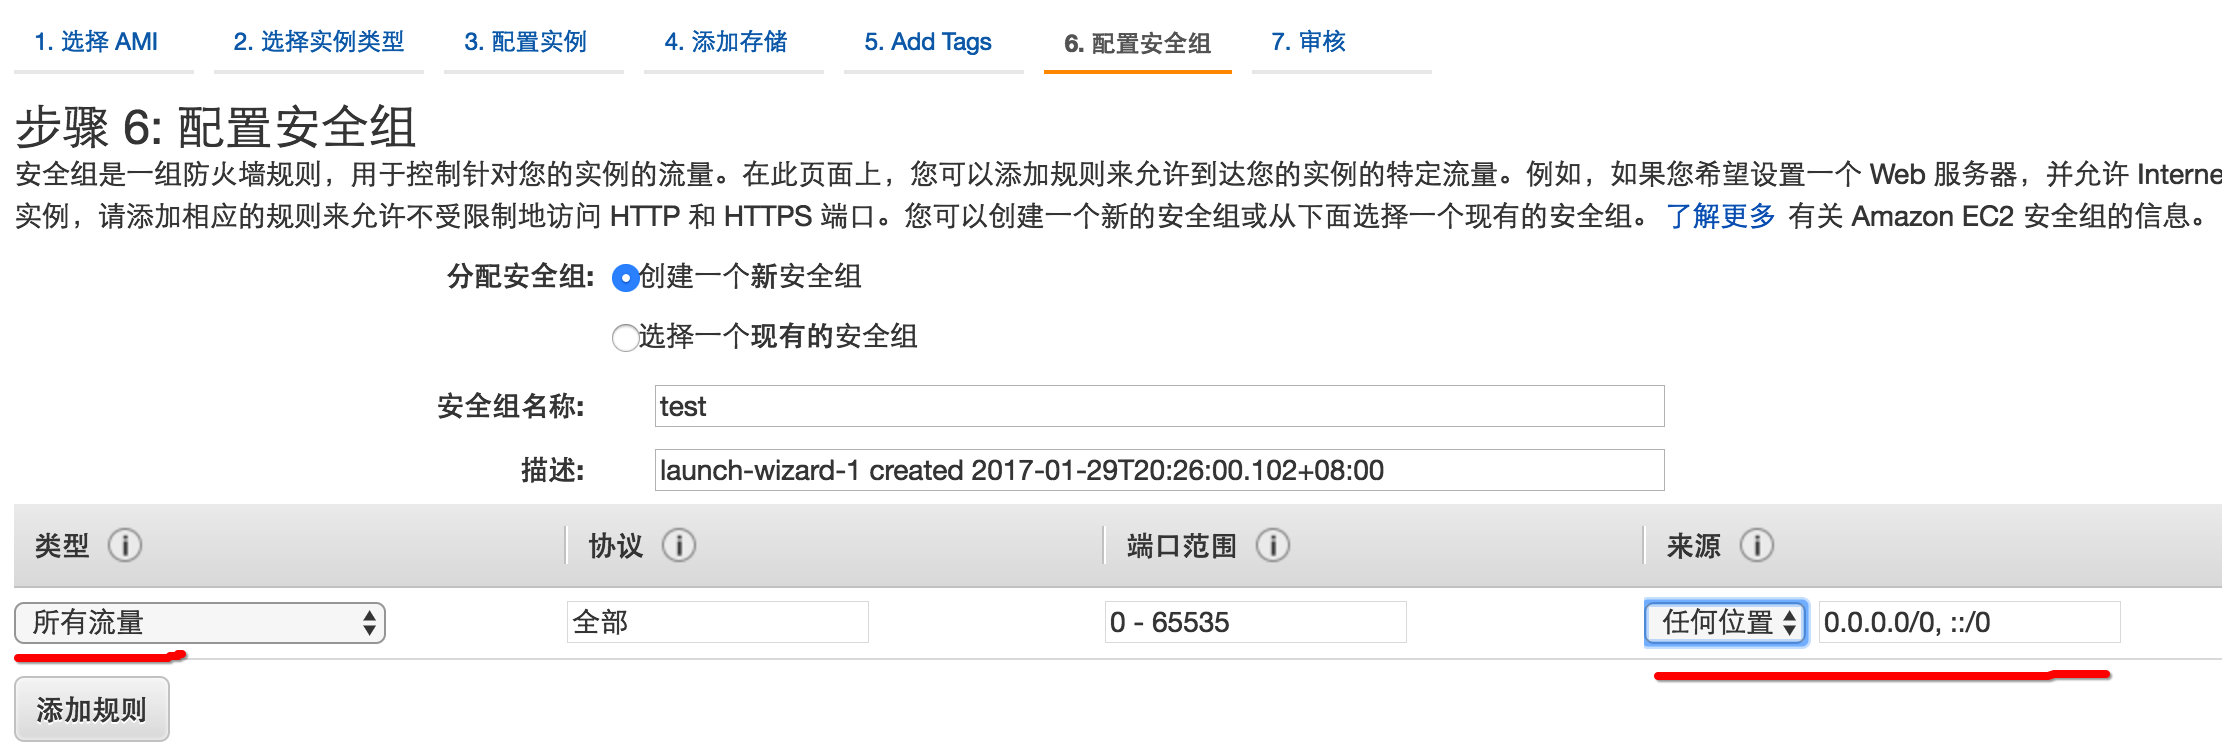 1. 选择 AMI 2. 选择实例类型 3. 配置实例 4. 添加存储 5. Add Tags 6. 配置安全组 7. 审核
步骤 6: 配置安全组
安全组是一组防火墙规则，用于控制针对您的实例的流量。在此页面上，您可以添加规则来允许到达您的实例的特定流量。例如，如果您希望设置一个 Web 服务器，并允许 Interne
实例，请添加相应的规则来允许不受限制地访问 HTTP 和 HTTPS 端口。您可以创建一个新的安全组或从下面选择一个现有的安全组。 了解更多 有关 Amazon EC2 安全组的信息。
分配安全组: 创建一个新安全组
选择一个现有的安全组
安全组名称: test
描述: launch-wizard-1 created 2017-01-29T20:26:00.102+08:00
类型 协议 端口范围 来源
所有流量 全部 0 - 65535 任何位置 0.0.0.0/0, ::/0
添加规则